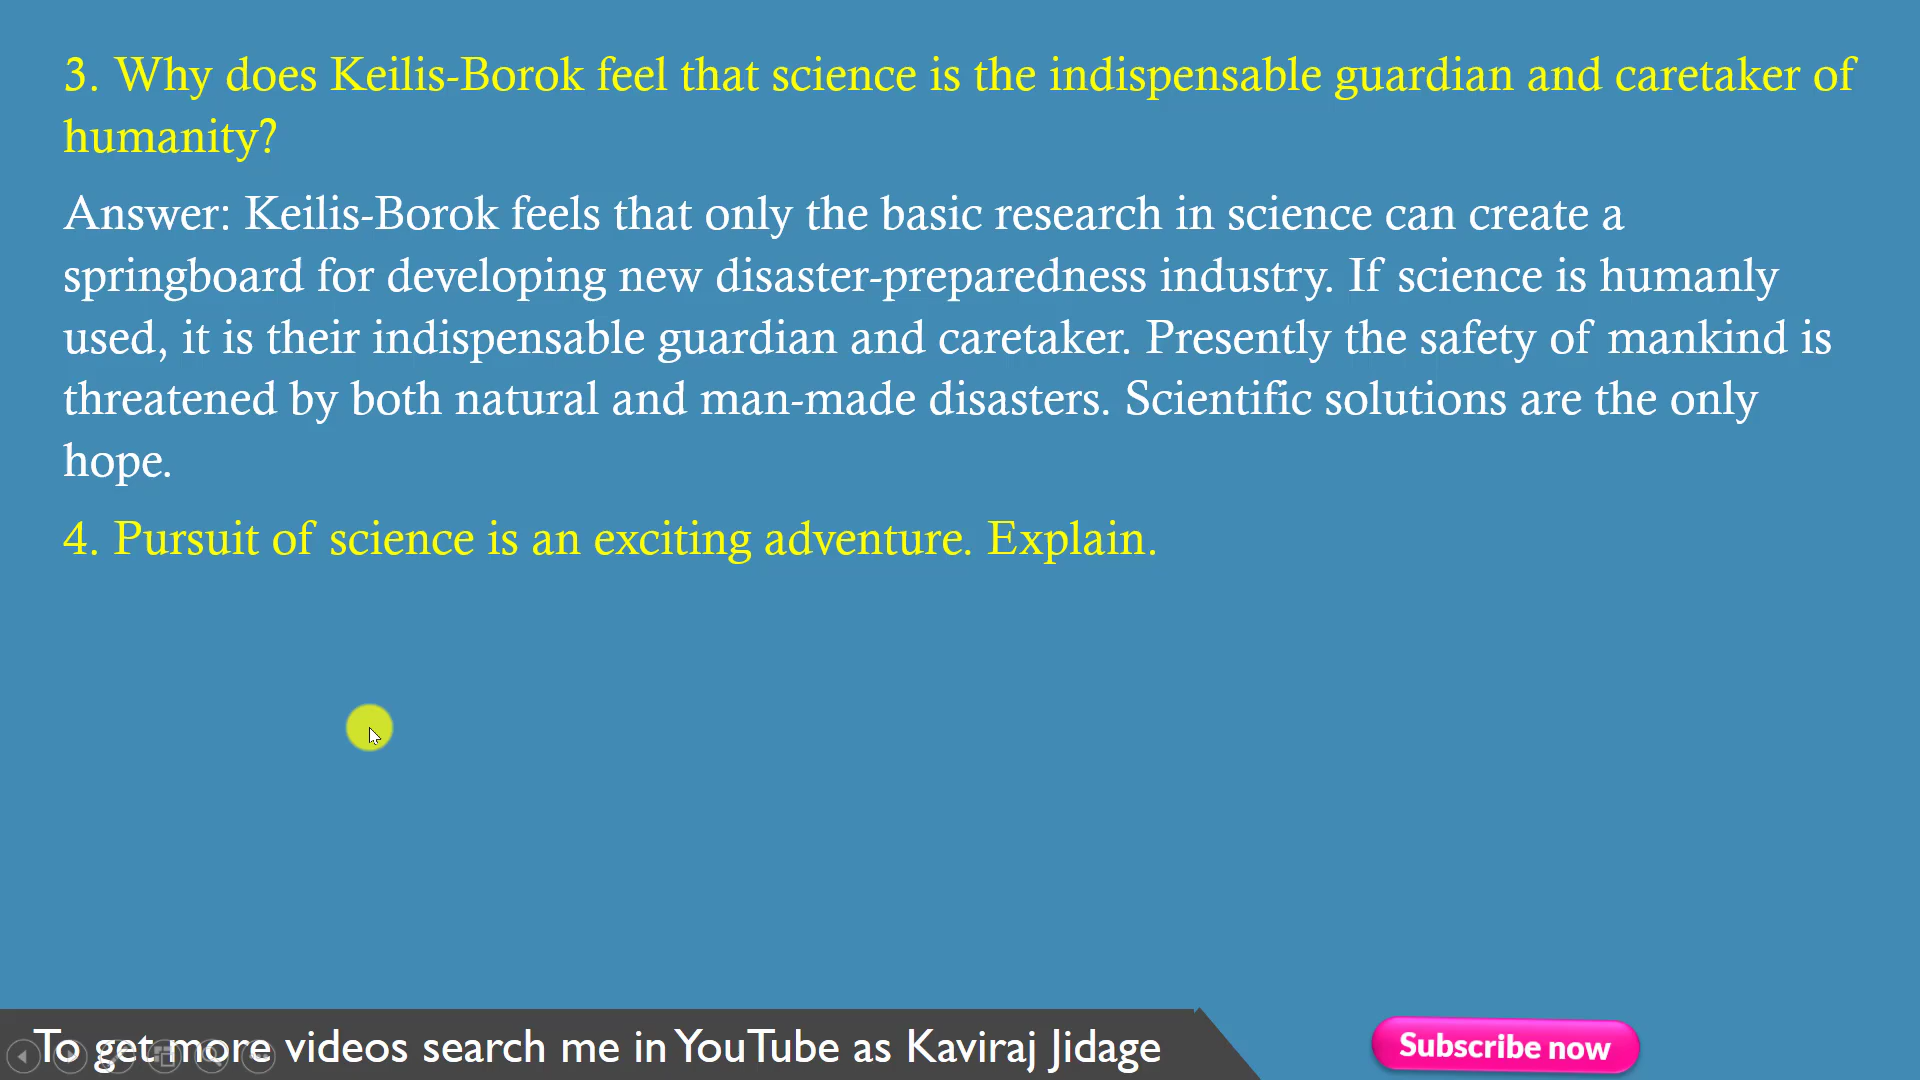 3. Why does Keilis-Borok feel that science is the indispensable guardian and caretaker of
humanity?
Answer: Keilis-Borok feels that only the basic research in science can create a
springboard for developing new disaster-preparedness industry. If science is humanly
used, it is their indispensable guardian and caretaker. Presently the safety of mankind is
threatened by both natural and man-made disasters. Scientific solutions are the only
hope.
4. Pursuit of science is an exciting adventure. Explain.
To get more videos search me in YouTube as Kaviraj Jidage
Subscribe now